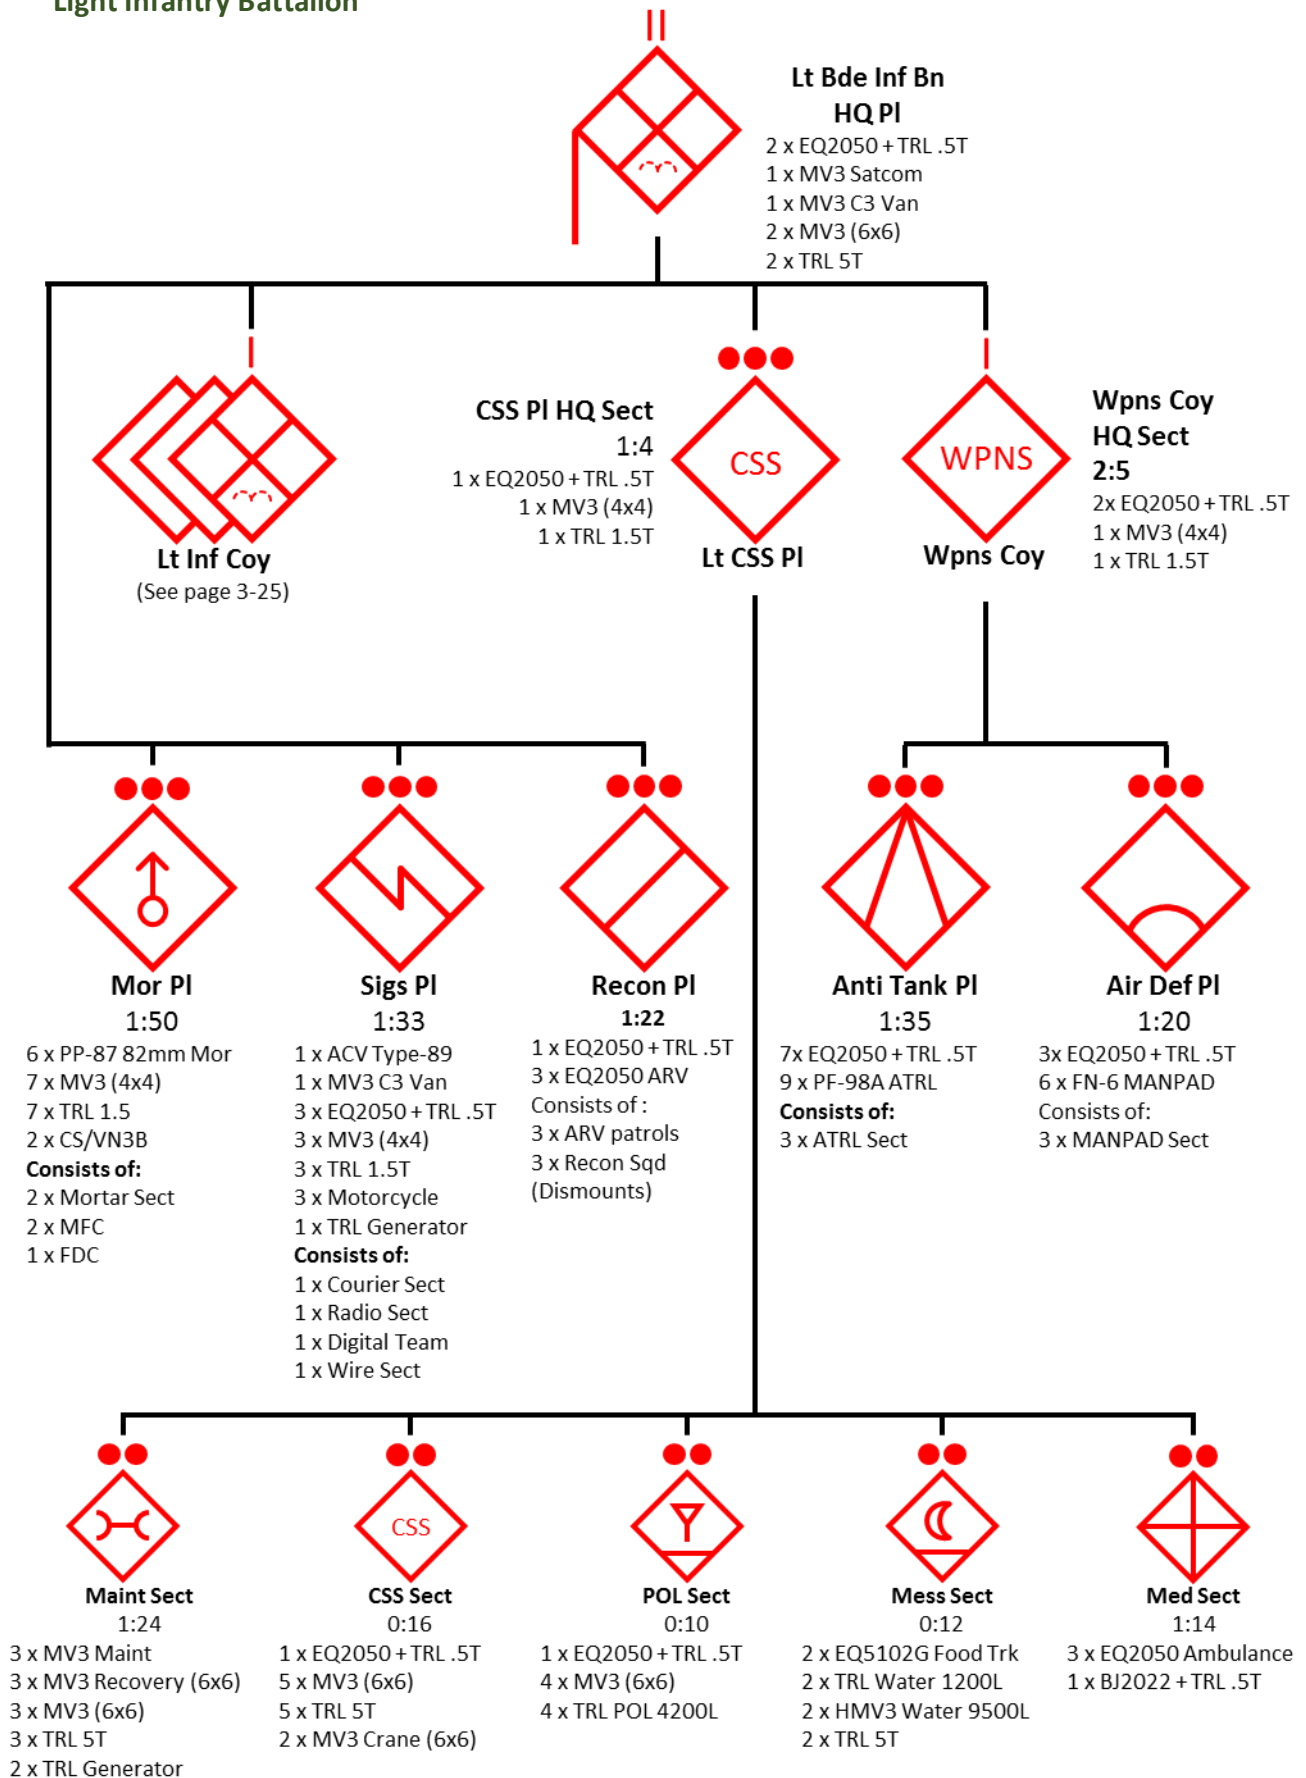 Light Infantry Battalion
Lt Bde Inf Bn
HQ Pl
2 x EQ2050 + TRL .5T
1 x MV3 Satcom
1 x MV3 C3 Van
2 x MV3 (6x6)
2 x TRL 5T
Lt Inf Coy
(See page 3-25)
CSS Pl HQ Sect
1:4
1 x EQ2050 + TRL .5T
1 x MV3 (4x4)
1 x TRL 1.5T
CSS
Lt CSS Pl
WPNS
Wpns Coy
Wpns Coy
HQ Sect
2:5
2x EQ2050 + TRL .5T
1 x MV3 (4x4)
1 x TRL 1.5T
Mor Pl
1:50
6 x PP-87 82mm Mor
7 x MV3 (4x4)
7 x TRL 1.5
2 x CS/VN3B
Consists of:
2 x Mortar Sect
2 x MFC
1 x FDC
Sigs Pl
1:33
1 x ACV Type-89
1 x MV3 C3 Van
3 x EQ2050 + TRL .5T
3 x MV3 (4x4)
3 x TRL 1.5T
3 x Motorcycle
1 x TRL Generator
Consists of:
1 x Courier Sect
1 x Radio Sect
1 x Digital Team
1 x Wire Sect
Recon Pl
1:22
1 x EQ2050 + TRL .5T
3 x EQ2050 ARV
Consists of :
3 x ARV patrols
3 x Recon Sqd
(Dismounts)
Anti Tank Pl
1:35
7x EQ2050 + TRL .5T
9 x PF-98A ATRL
Consists of:
3 x ATRL Sect
Air Def Pl
1:20
3x EQ2050 + TRL .5T
6 x FN-6 MANPAD
Consists of:
3 x MANPAD Sect
Maint Sect
1:24
3 x MV3 Maint
3 x MV3 Recovery (6x6)
3 x MV3 (6x6)
3 x TRL 5T
2 x TRL Generator
CSS
CSS Sect
0:16
1 x EQ2050 + TRL .5T
5 x MV3 (6x6)
5 x TRL 5T
2 x MV3 Crane (6x6)
POL Sect
0:10
1 x EQ2050 + TRL .5T
4 x MV3 (6x6)
4 x TRL POL 4200L
Mess Sect
0:12
2 x EQ5102G Food Trk
2 x TRL Water 1200L
2 x HMV3 Water 9500L
2 x TRL 5T
Med Sect
1:14
3 x EQ2050 Ambulance
1 x BJ2022 + TRL .5T